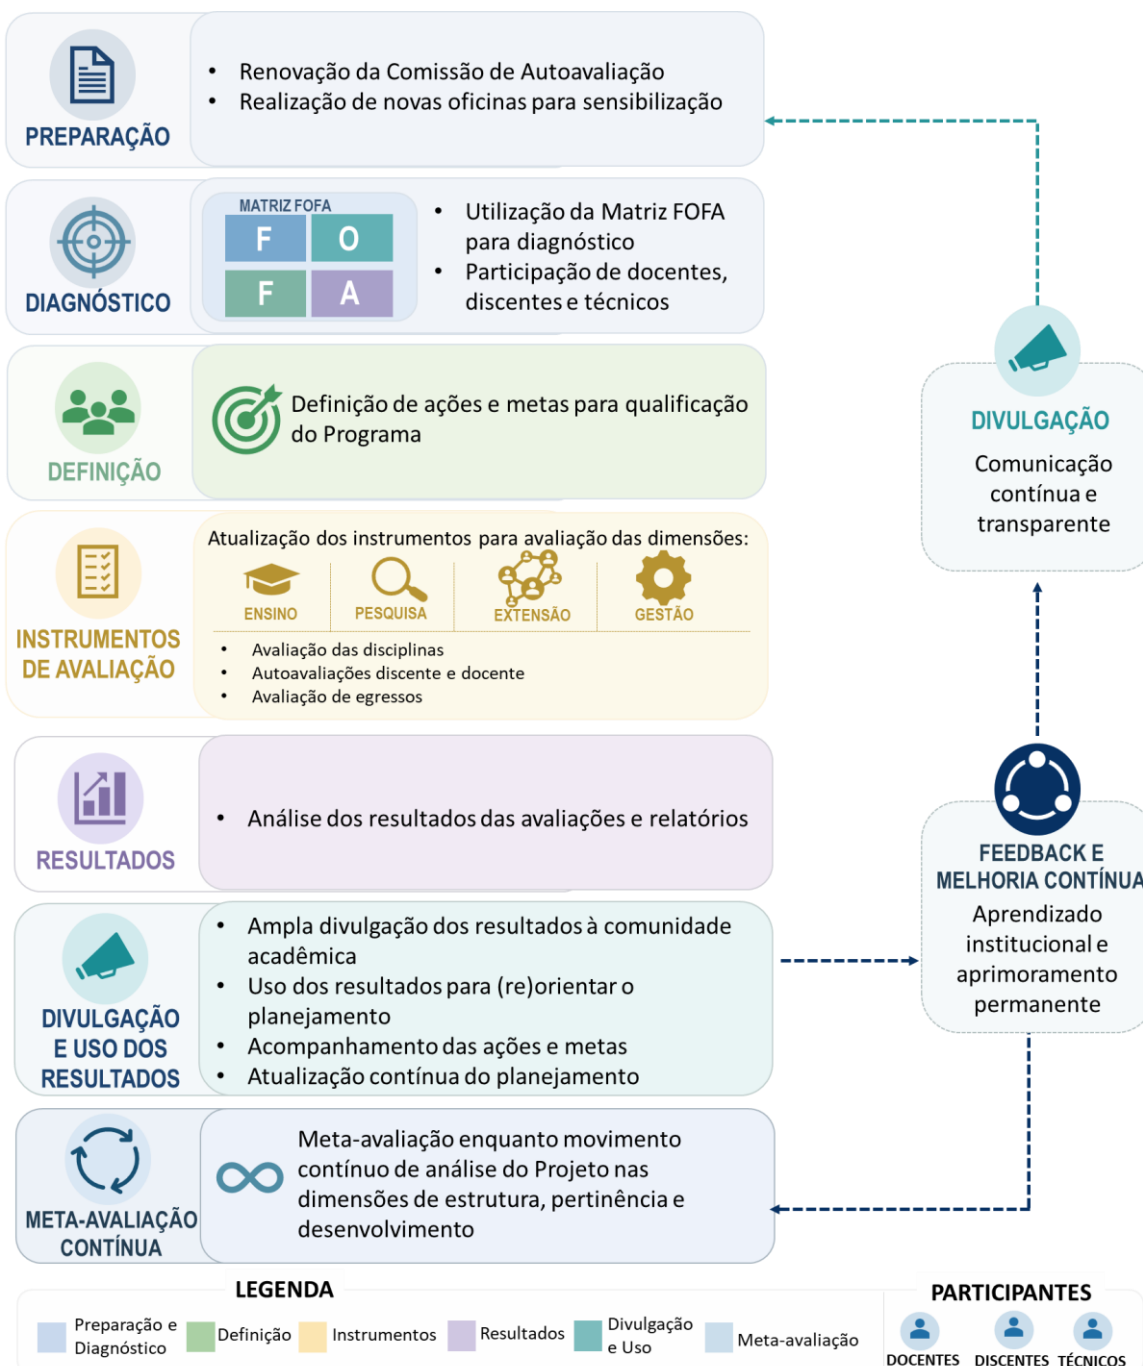 PREPARAÇÃO
• Renovação da Comissão de Autoavaliação
• Realização de novas oficinas para sensibilização
DIAGNÓSTICO
MATRIZ FOFA
F O
F A
• Utilização da Matriz FOFA
para diagnóstico
• Participação de docentes,
discentes e técnicos
DEFINIÇÃO
Definição de ações e metas para qualificação
do Programa
INSTRUMENTOS
DE AVALIAÇÃO
Atualização dos instrumentos para avaliação das dimensões:
ENSINO PESQUISA EXTENSÃO GESTÃO
• Avaliação das disciplinas
• Autoavaliações discente e docente
• Avaliação de egressos
RESULTADOS
• Análise dos resultados das avaliações e relatórios
DIVULGAÇÃO
E USO DOS
RESULTADOS
• Ampla divulgação dos resultados à comunidade
acadêmica
• Uso dos resultados para (re)orientar o
planejamento
• Acompanhamento das ações e metas
• Atualização contínua do planejamento
META-AVALIAÇÃO
CONTÍNUA
Meta-avaliação enquanto movimento
contínuo de análise do Projeto nas
dimensões de estrutura, pertinência e
desenvolvimento
DIVULGAÇÃO
Comunicação
contínua e
transparente
FEEDBACK E
MELHORIA CONTÍNUA
Aprendizado
institucional e
aprimoramento
permanente
LEGENDA
Preparação e
Diagnóstico
Definição
Instrumentos
Resultados
Divulgação
e Uso
Meta-avaliação
PARTICIPANTES
DOCENTES DISCENTES TÉCNICOS